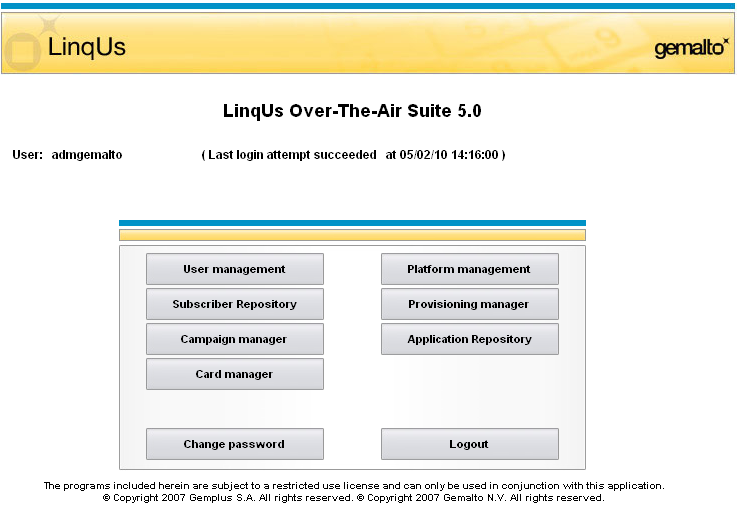 LinqUs
gemalto
LinqUs Over-The-Air Suite 5.0
User: admgemalto ( Last login attempt succeeded at 05/02/10 14:16:00 )
User management Platform management
Subscriber Repository Provisioning manager
Campaign manager Application Repository
Card manager
Change password Logout
The programs included herein are subject to a restricted use license and can only be used in conjunction with this application.
© Copyright 2007 Gemplus S.A. All rights reserved. © Copyright 2007 Gemalto N.V. All rights reserved.